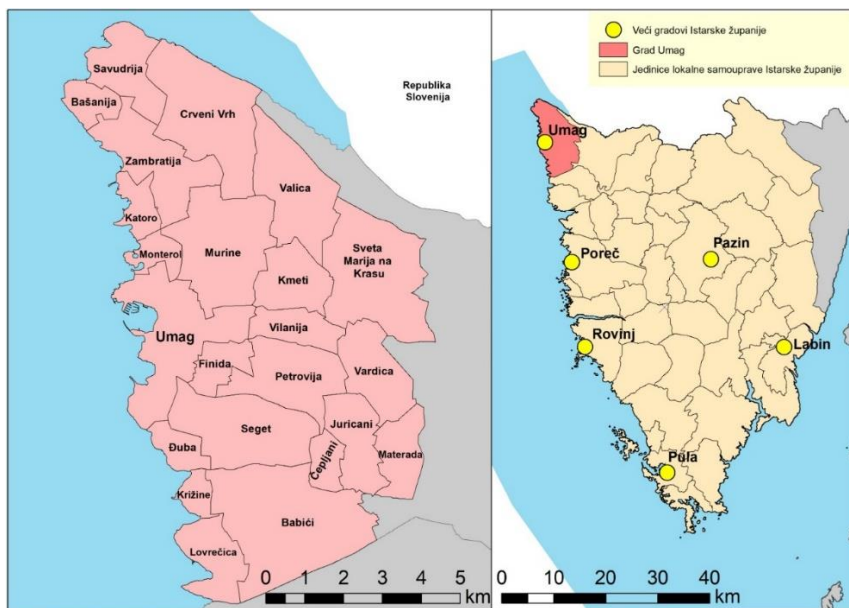 Savudrija
Bašanija
Crveni Vrh
Republika
Slovenija
Zambratija
Valica
Katoro
Monterol
Murine
Sveta
Marija na
Krasu
Kmeti
Umag
Vilanija
Finida
Petrovija
Vardica
Seget
Juricani
Đuba
Čepljani
Materada
Križine
Babići
Lovrečica
0 1 2 3 4 5
km
Veći gradovi Istarske županije
Grad Umag
Jedinice lokalne samouprave Istarske županije
Umag
Poreč
Pazin
Rovinj
Labin
Pula
0 10 20 30 40
km